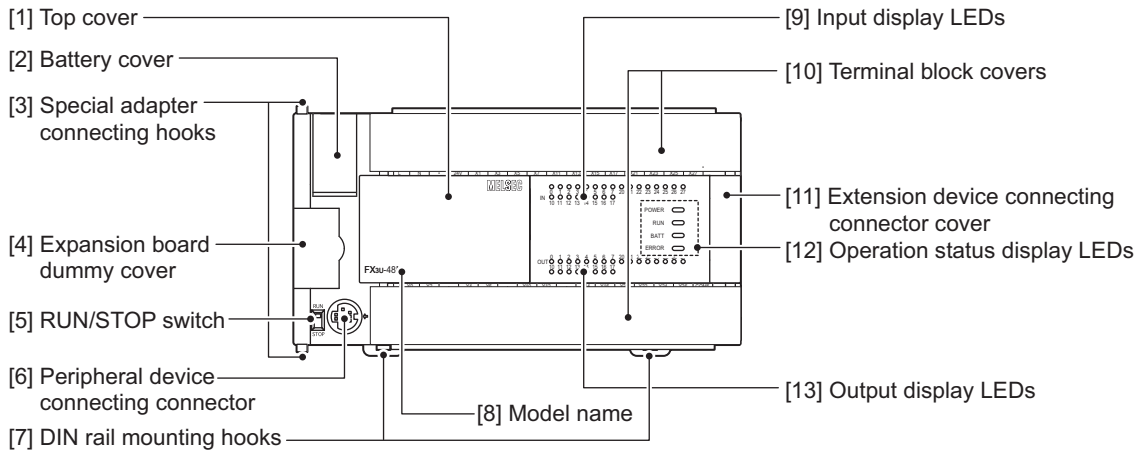 [1] Top cover
[2] Battery cover
[3] Special adapter
connecting hooks
[4] Expansion board
dummy cover
[5] RUN/STOP switch
[6] Peripheral device
connecting connector
[7] DIN rail mounting hooks
[8] Model name
[9] Input display LEDs
[10] Terminal block covers
[11] Extension device connecting
connector cover
[12] Operation status display LEDs
[13] Output display LEDs
MELSEC
IN
POWER
RUN
BATT
ERROR
OUT
FX3U-48
RUN
STOP